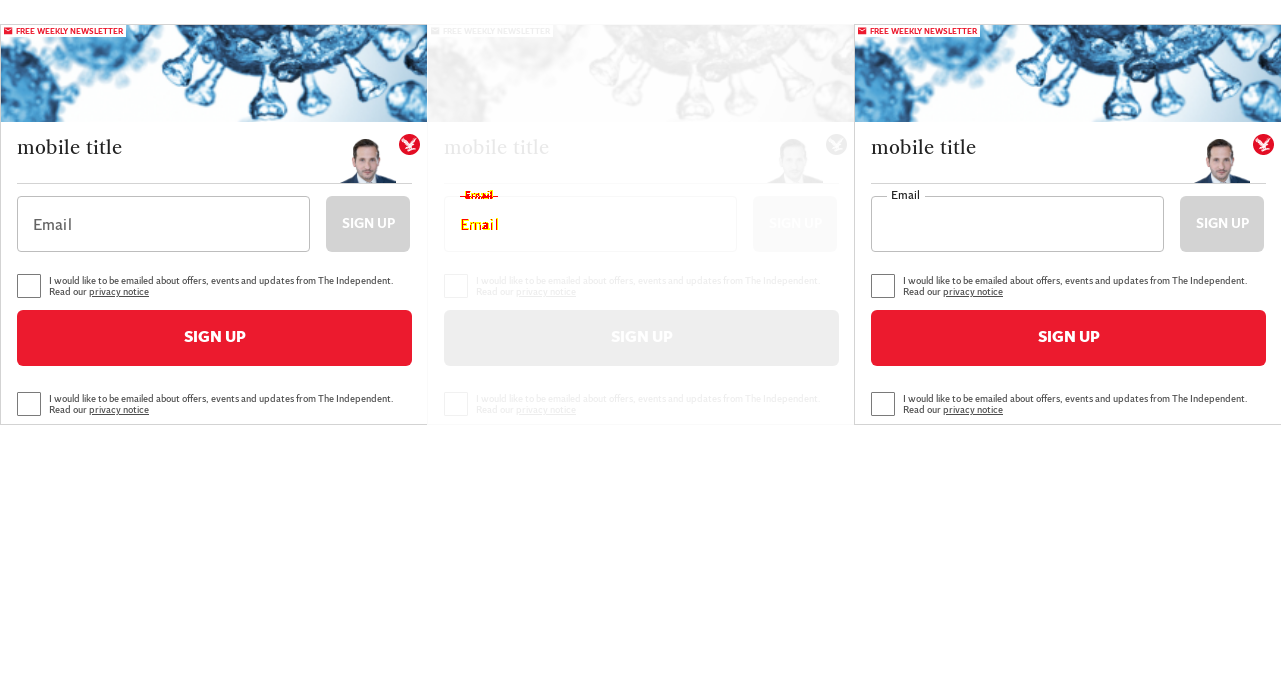 FREE WEEKLY NEWSLETTER
mobile title
Email
SIGN UP
I would like to be emailed about offers, events and updates from The Independent.
Read our privacy notice
SIGN UP
I would like to be emailed about offers, events and updates from The Independent.
Read our privacy notice
FREE WEEKLY NEWSLETTER
mobile title
Email
Email
SIGN UP
I would like to be emailed about offers, events and updates from The Independent.
Read our privacy notice
SIGN UP
I would like to be emailed about offers, events and updates from The Independent.
Read our privacy notice
FREE WEEKLY NEWSLETTER
mobile title
Email
SIGN UP
I would like to be emailed about offers, events and updates from The Independent.
Read our privacy notice
SIGN UP
I would like to be emailed about offers, events and updates from The Independent.
Read our privacy notice